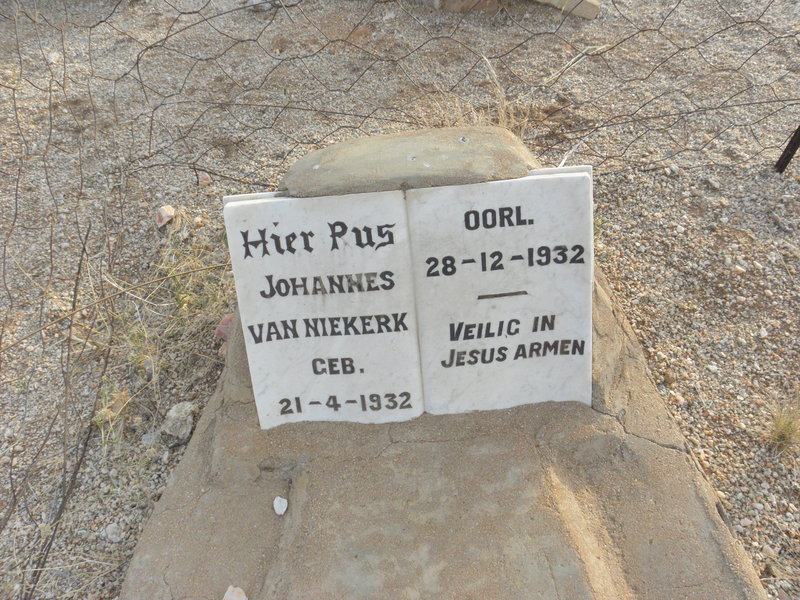 Hier Rus
JOHANNES
VAN NIEKERK
GEB.
21-4-1932
OORL.
28-12-1932
VEILIG IN
JESUS ARMEN